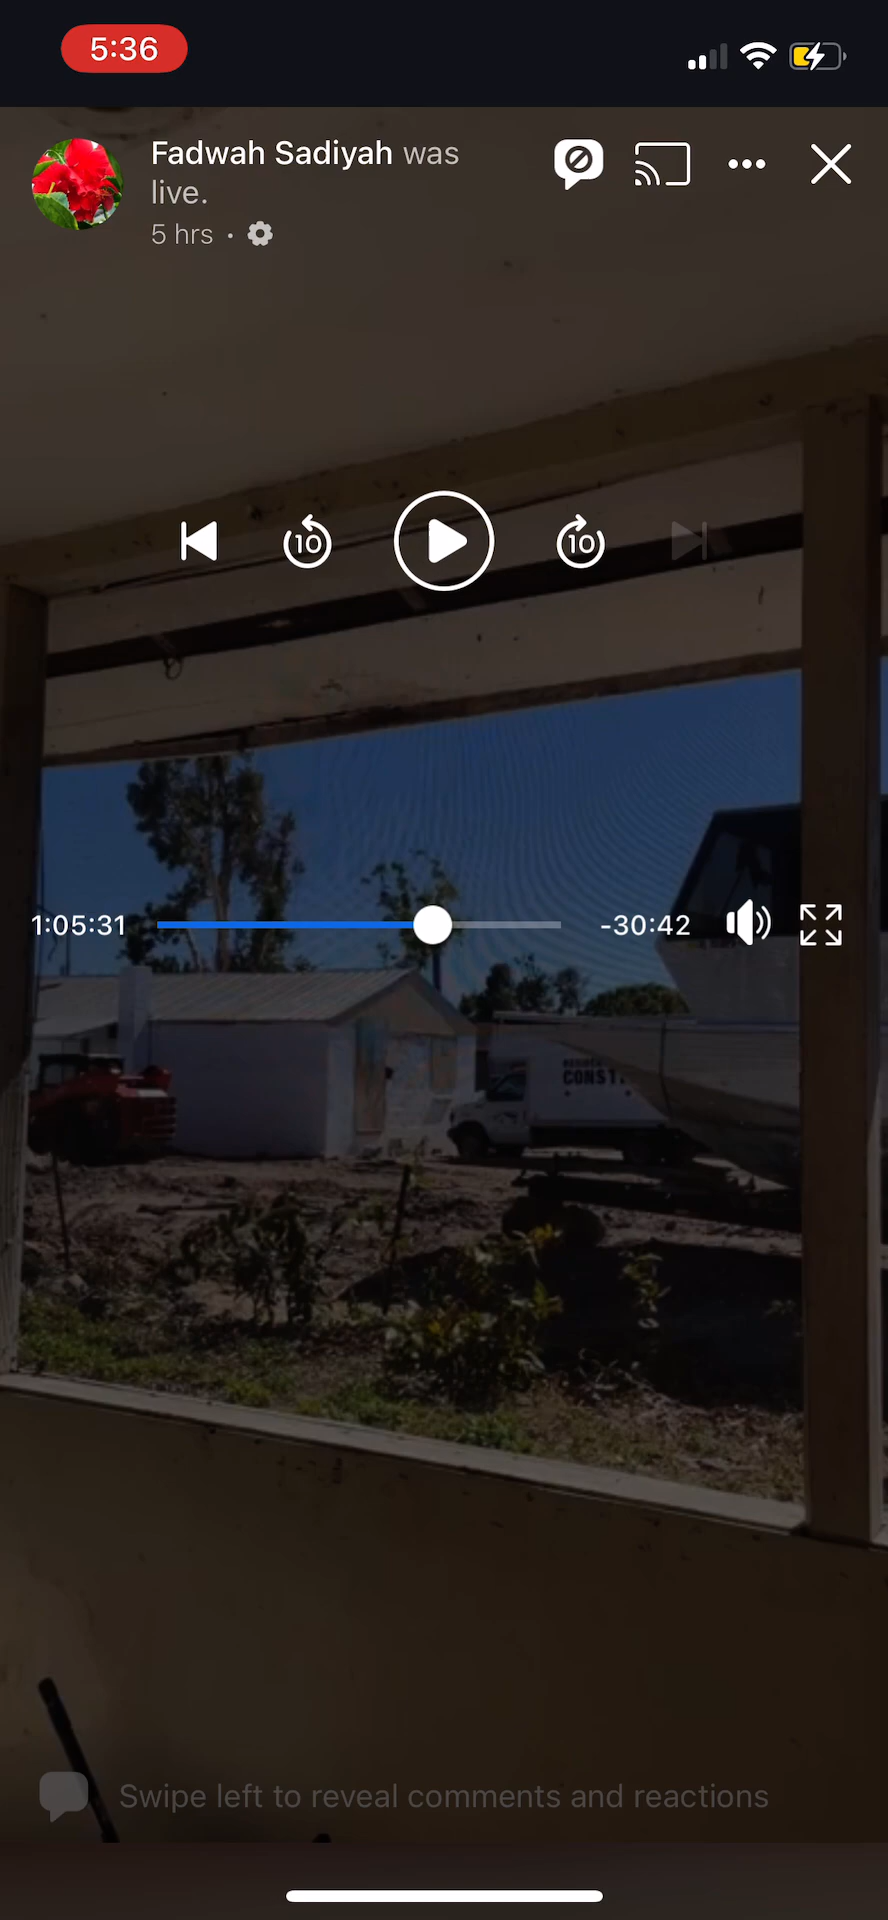 5:36
Fadwah Sadiyah was
live.
5 hrs ·
10
10
1:05:31
-30:42
CONST.
Swipe left to reveal comments and reactions